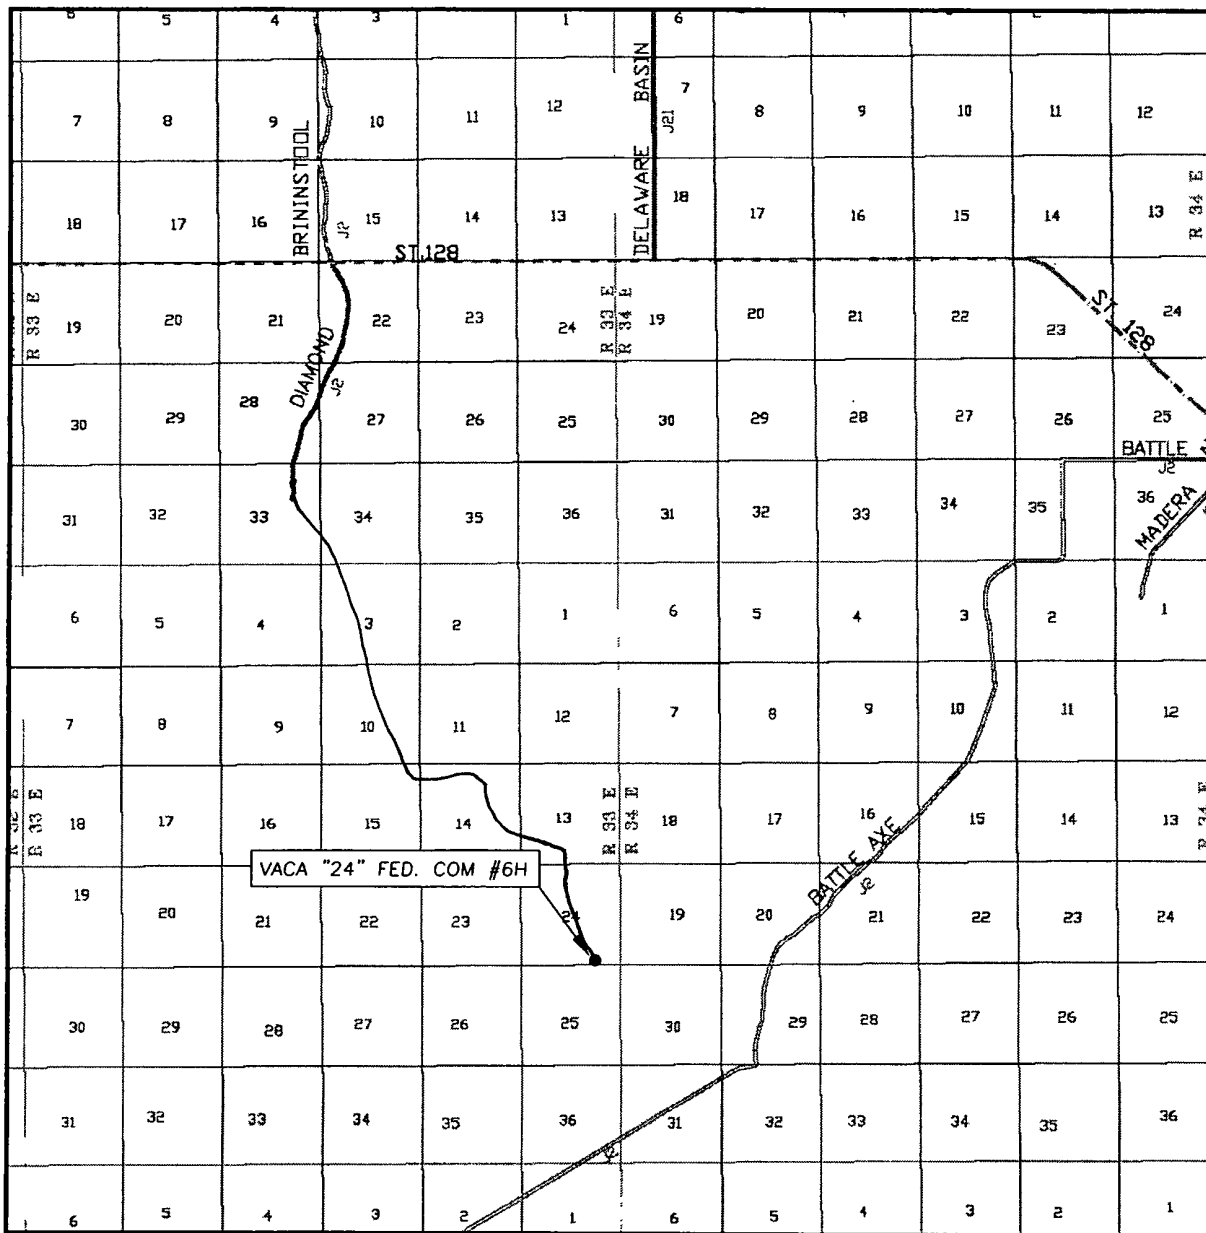 5 4 3 1 6
7 8 9 10 11 12 7 8 9 10 11 12
BRININSTOOL
J2
DELAWARE BASIN
J21
18 17 16 15 14 13 18 17 16 15 14 13
R 34 E
ST.128
R 33 E
19 20 21 22 23 24 19 20 21 22 23 24
R 33 E
R 34 E
ST. 128
DIAMOND
J2
30 29 28 27 26 25 30 29 28 27 26 25
BATTLE
J2
31 32 33 34 35 36 31 32 33 34 35 36
MADERA
6 5 4 3 2 1 6 5 4 3 2 1
7 8 9 10 11 12 7 8 9 10 11 12
R 32 E
R 33 E
R 33 E
R 34 E
R 34 E
18 17 16 15 14 13 18 17 16 15 14 13
VACA "24" FED. COM #6H
BATTLE AXE
J2
19 20 21 22 23 24 19 20 21 22 23 24
30 29 28 27 26 25 30 29 28 27 26 25
31 32 33 34 35 36 31 32 33 34 35 36
J2
6 5 4 3 2 1 6 5 4 3 2 1